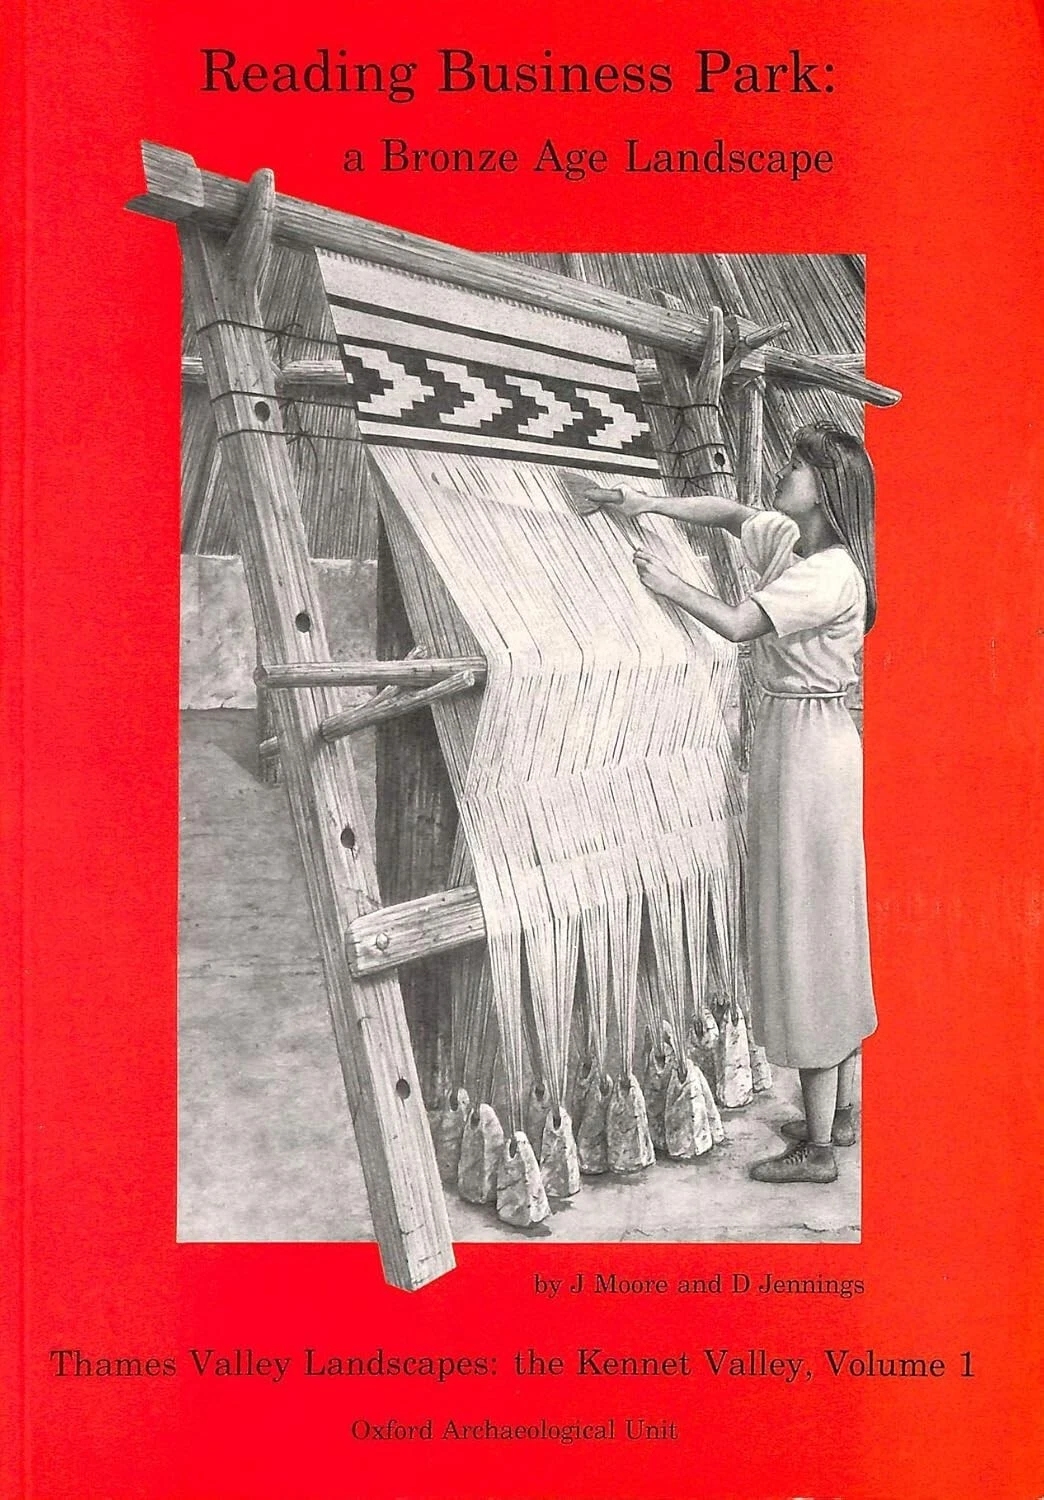 Reading Business Park:
a Bronze Age Landscape
by J Moore and D Jennings
Thames Valley Landscapes: the Kennet Valley, Volume 1
Oxford Archaeological Unit